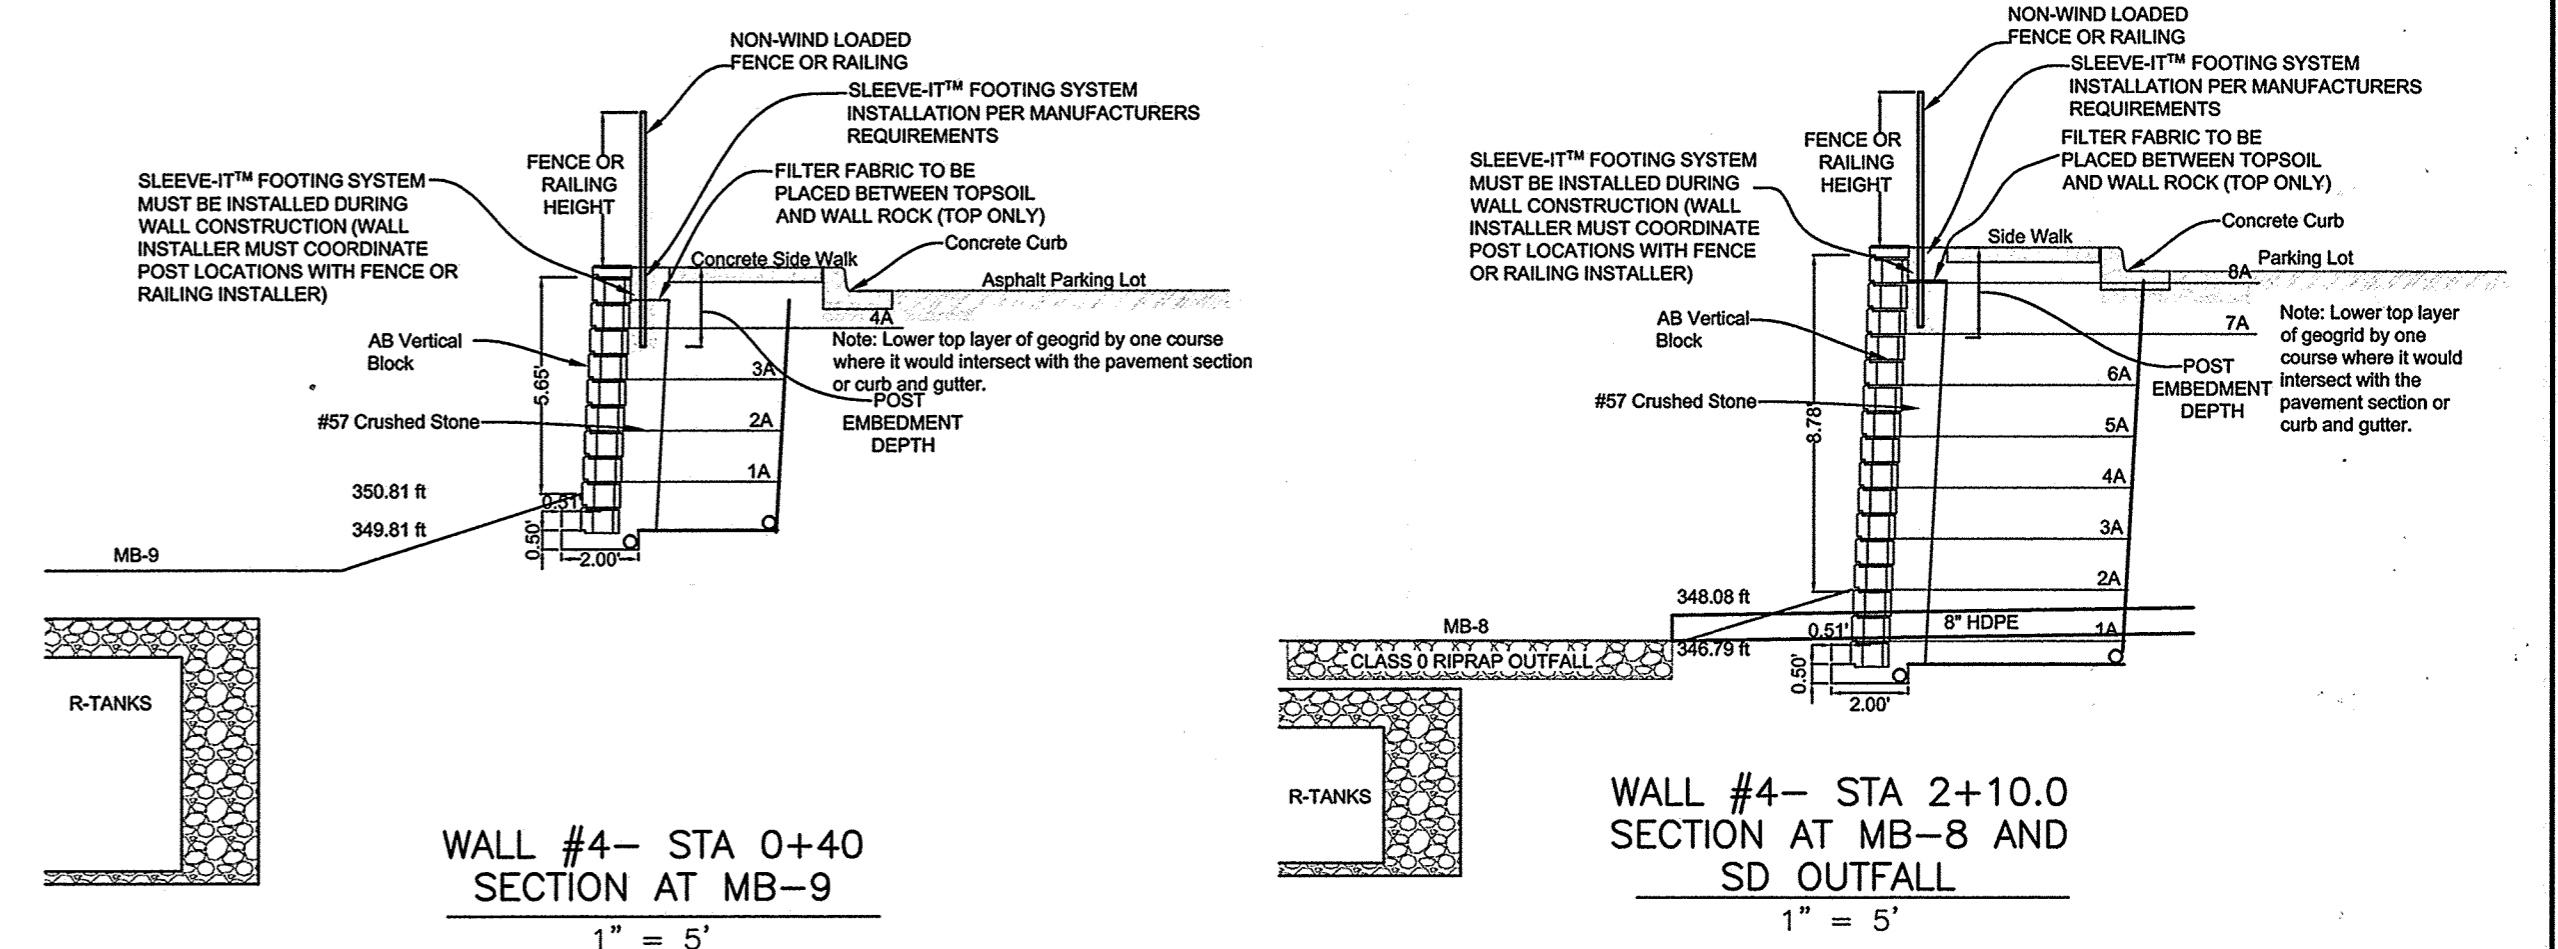 NON-WIND LOADED
FENCE OR RAILING
SLEEVE-IT™ FOOTING SYSTEM
INSTALLATION PER MANUFACTURERS
REQUIREMENTS
FENCE OR
RAILING
HEIGHT
FILTER FABRIC TO BE
PLACED BETWEEN TOPSOIL
AND WALL ROCK (TOP ONLY)
SLEEVE-IT™ FOOTING SYSTEM
MUST BE INSTALLED DURING
WALL CONSTRUCTION (WALL
INSTALLER MUST COORDINATE
POST LOCATIONS WITH FENCE OR
RAILING INSTALLER)
Concrete Curb
Concrete Side Walk
Asphalt Parking Lot
4A
AB Vertical
Block
Note: Lower top layer of geogrid by one course
where it would intersect with the pavement section
or curb and gutter.
3A
5.65'
POST
EMBEDMENT
DEPTH
#57 Crushed Stone
2A
1A
350.81 ft
0.51'
349.81 ft
0.50'
2.00'
MB-9
R-TANKS
WALL #4- STA 0+40
SECTION AT MB-9
1" = 5'
NON-WIND LOADED
FENCE OR RAILING
SLEEVE-IT™ FOOTING SYSTEM
INSTALLATION PER MANUFACTURERS
REQUIREMENTS
FENCE OR
RAILING
HEIGHT
FILTER FABRIC TO BE
PLACED BETWEEN TOPSOIL
AND WALL ROCK (TOP ONLY)
SLEEVE-IT™ FOOTING SYSTEM
MUST BE INSTALLED DURING
WALL CONSTRUCTION (WALL
INSTALLER MUST COORDINATE
POST LOCATIONS WITH FENCE
OR RAILING INSTALLER)
Concrete Curb
Side Walk
Parking Lot
8A
7A
AB Vertical
Block
Note: Lower top layer
of geogrid by one
course where it would
intersect with the
pavement section or
curb and gutter.
6A
POST
EMBEDMENT
DEPTH
#57 Crushed Stone
8.78'
5A
4A
3A
2A
348.08 ft
MB-8
0.51'
8" HDPE
1A
346.79 ft
CLASS 0 RIPRAP OUTFALL
0.50'
2.00'
R-TANKS
WALL #4- STA 2+10.0
SECTION AT MB-8 AND
SD OUTFALL
1" = 5'